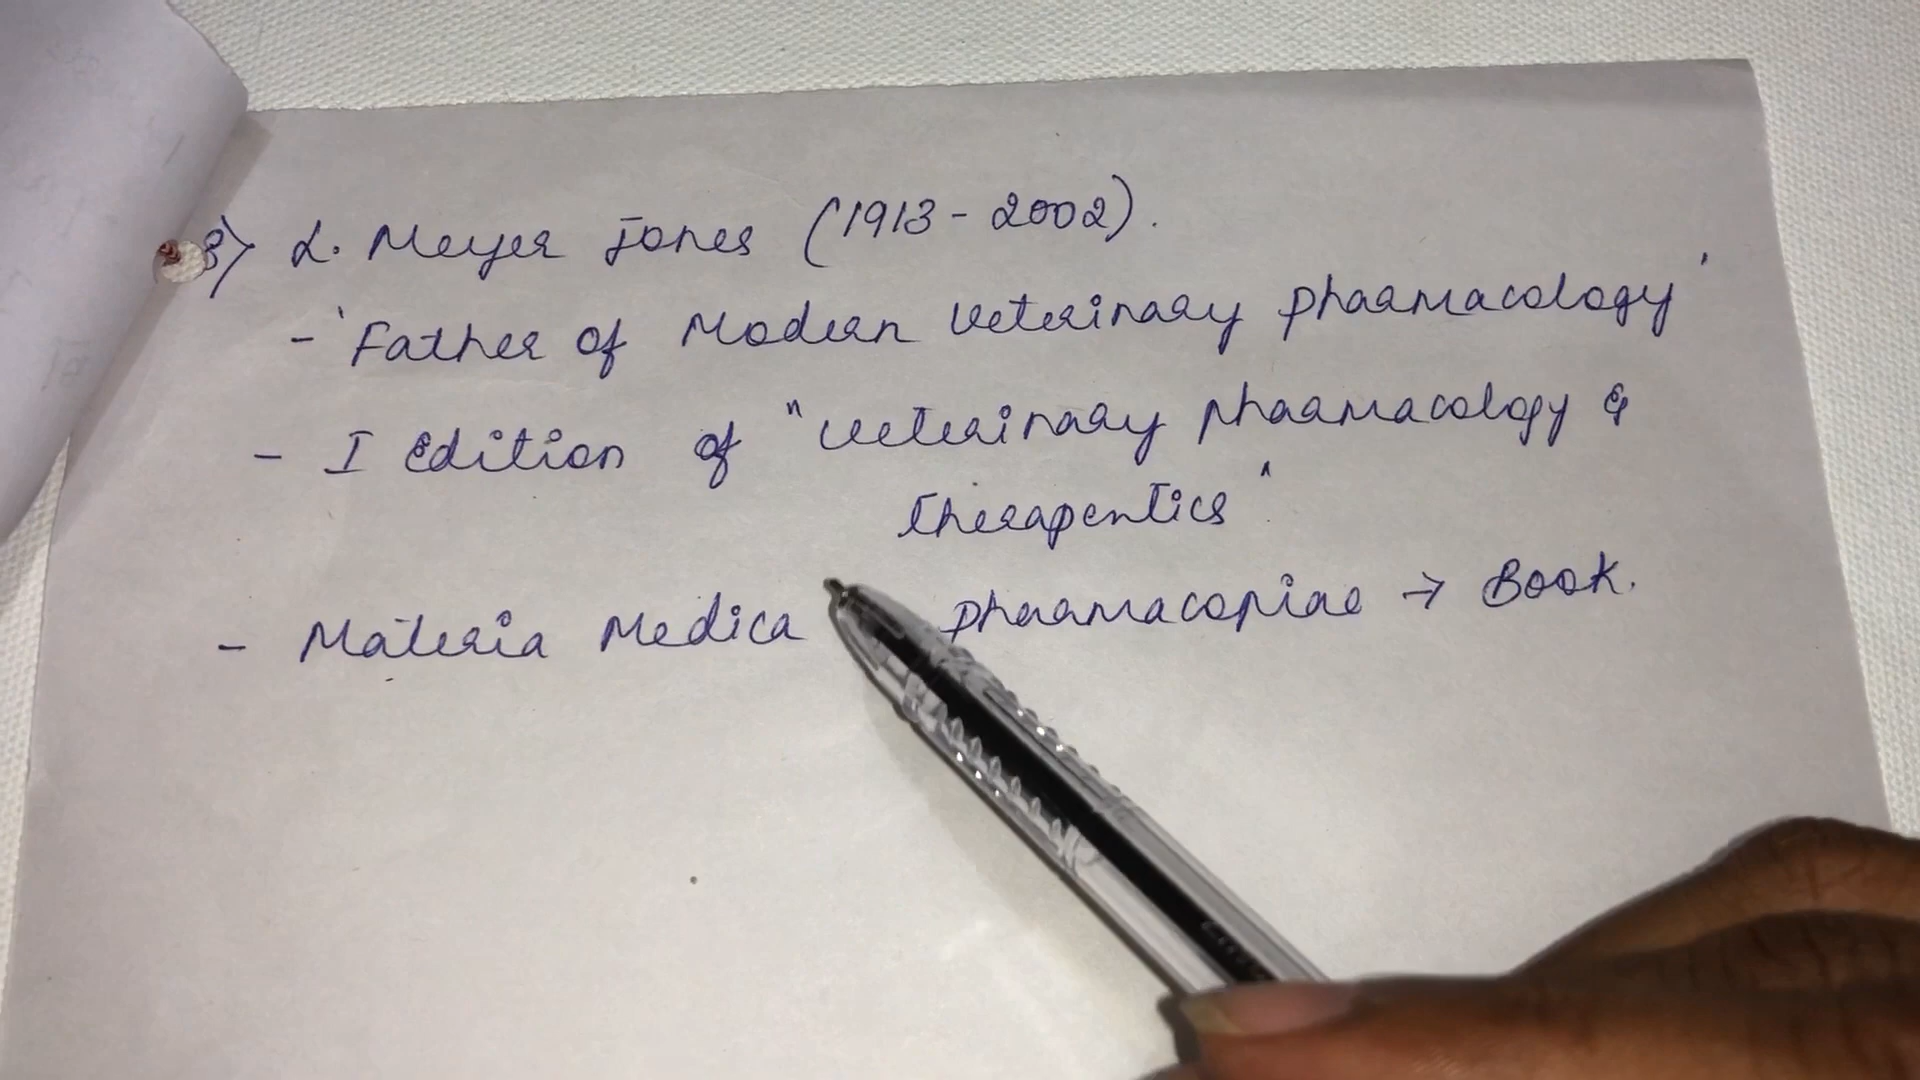 8) L. Meyer Jones (1913 - 2002).
- 'Father of Modern Veterinary pharmacology'
- I Edition of "Veterinary pharmacology &
therapeutics"
- Materia Medica pharmacopiae → Book.